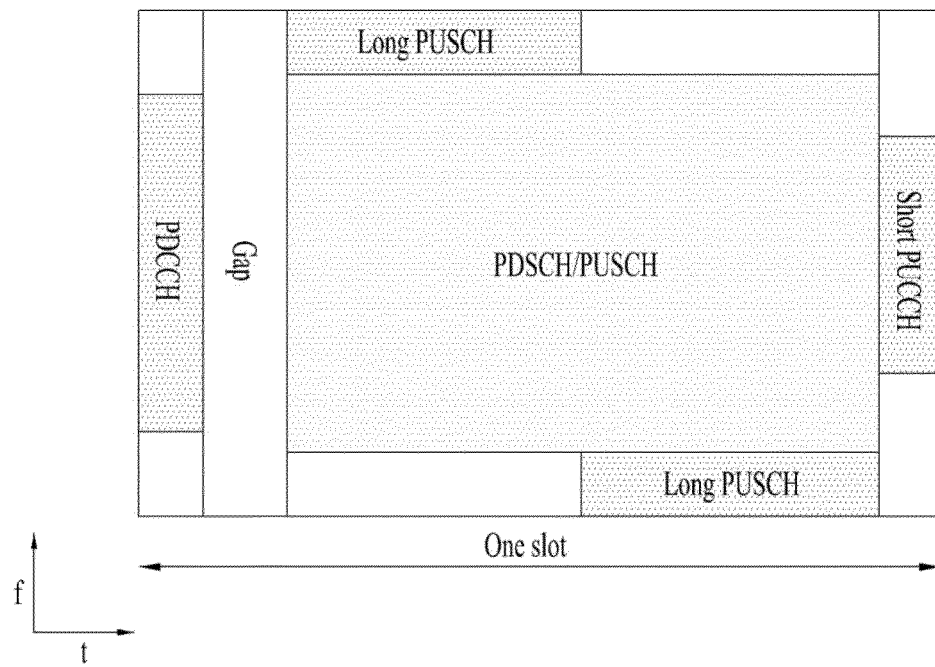 Long PUSCH
PDCCH
Gap
PDSCH/PUSCH
Short PUCCH
Long PUSCH
One slot
f
t